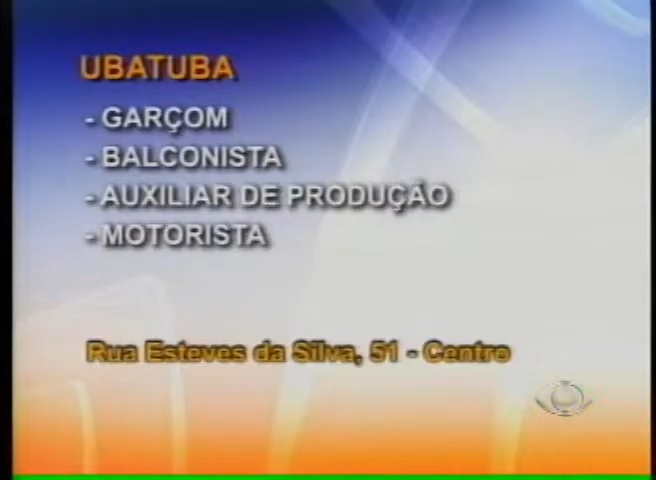 UBATUBA
- GARÇOM
- BALCONISTA
- AUXILIAR DE PRODUÇÃO
- MOTORISTA
Rua Esteves da Silva, 51 - Centro